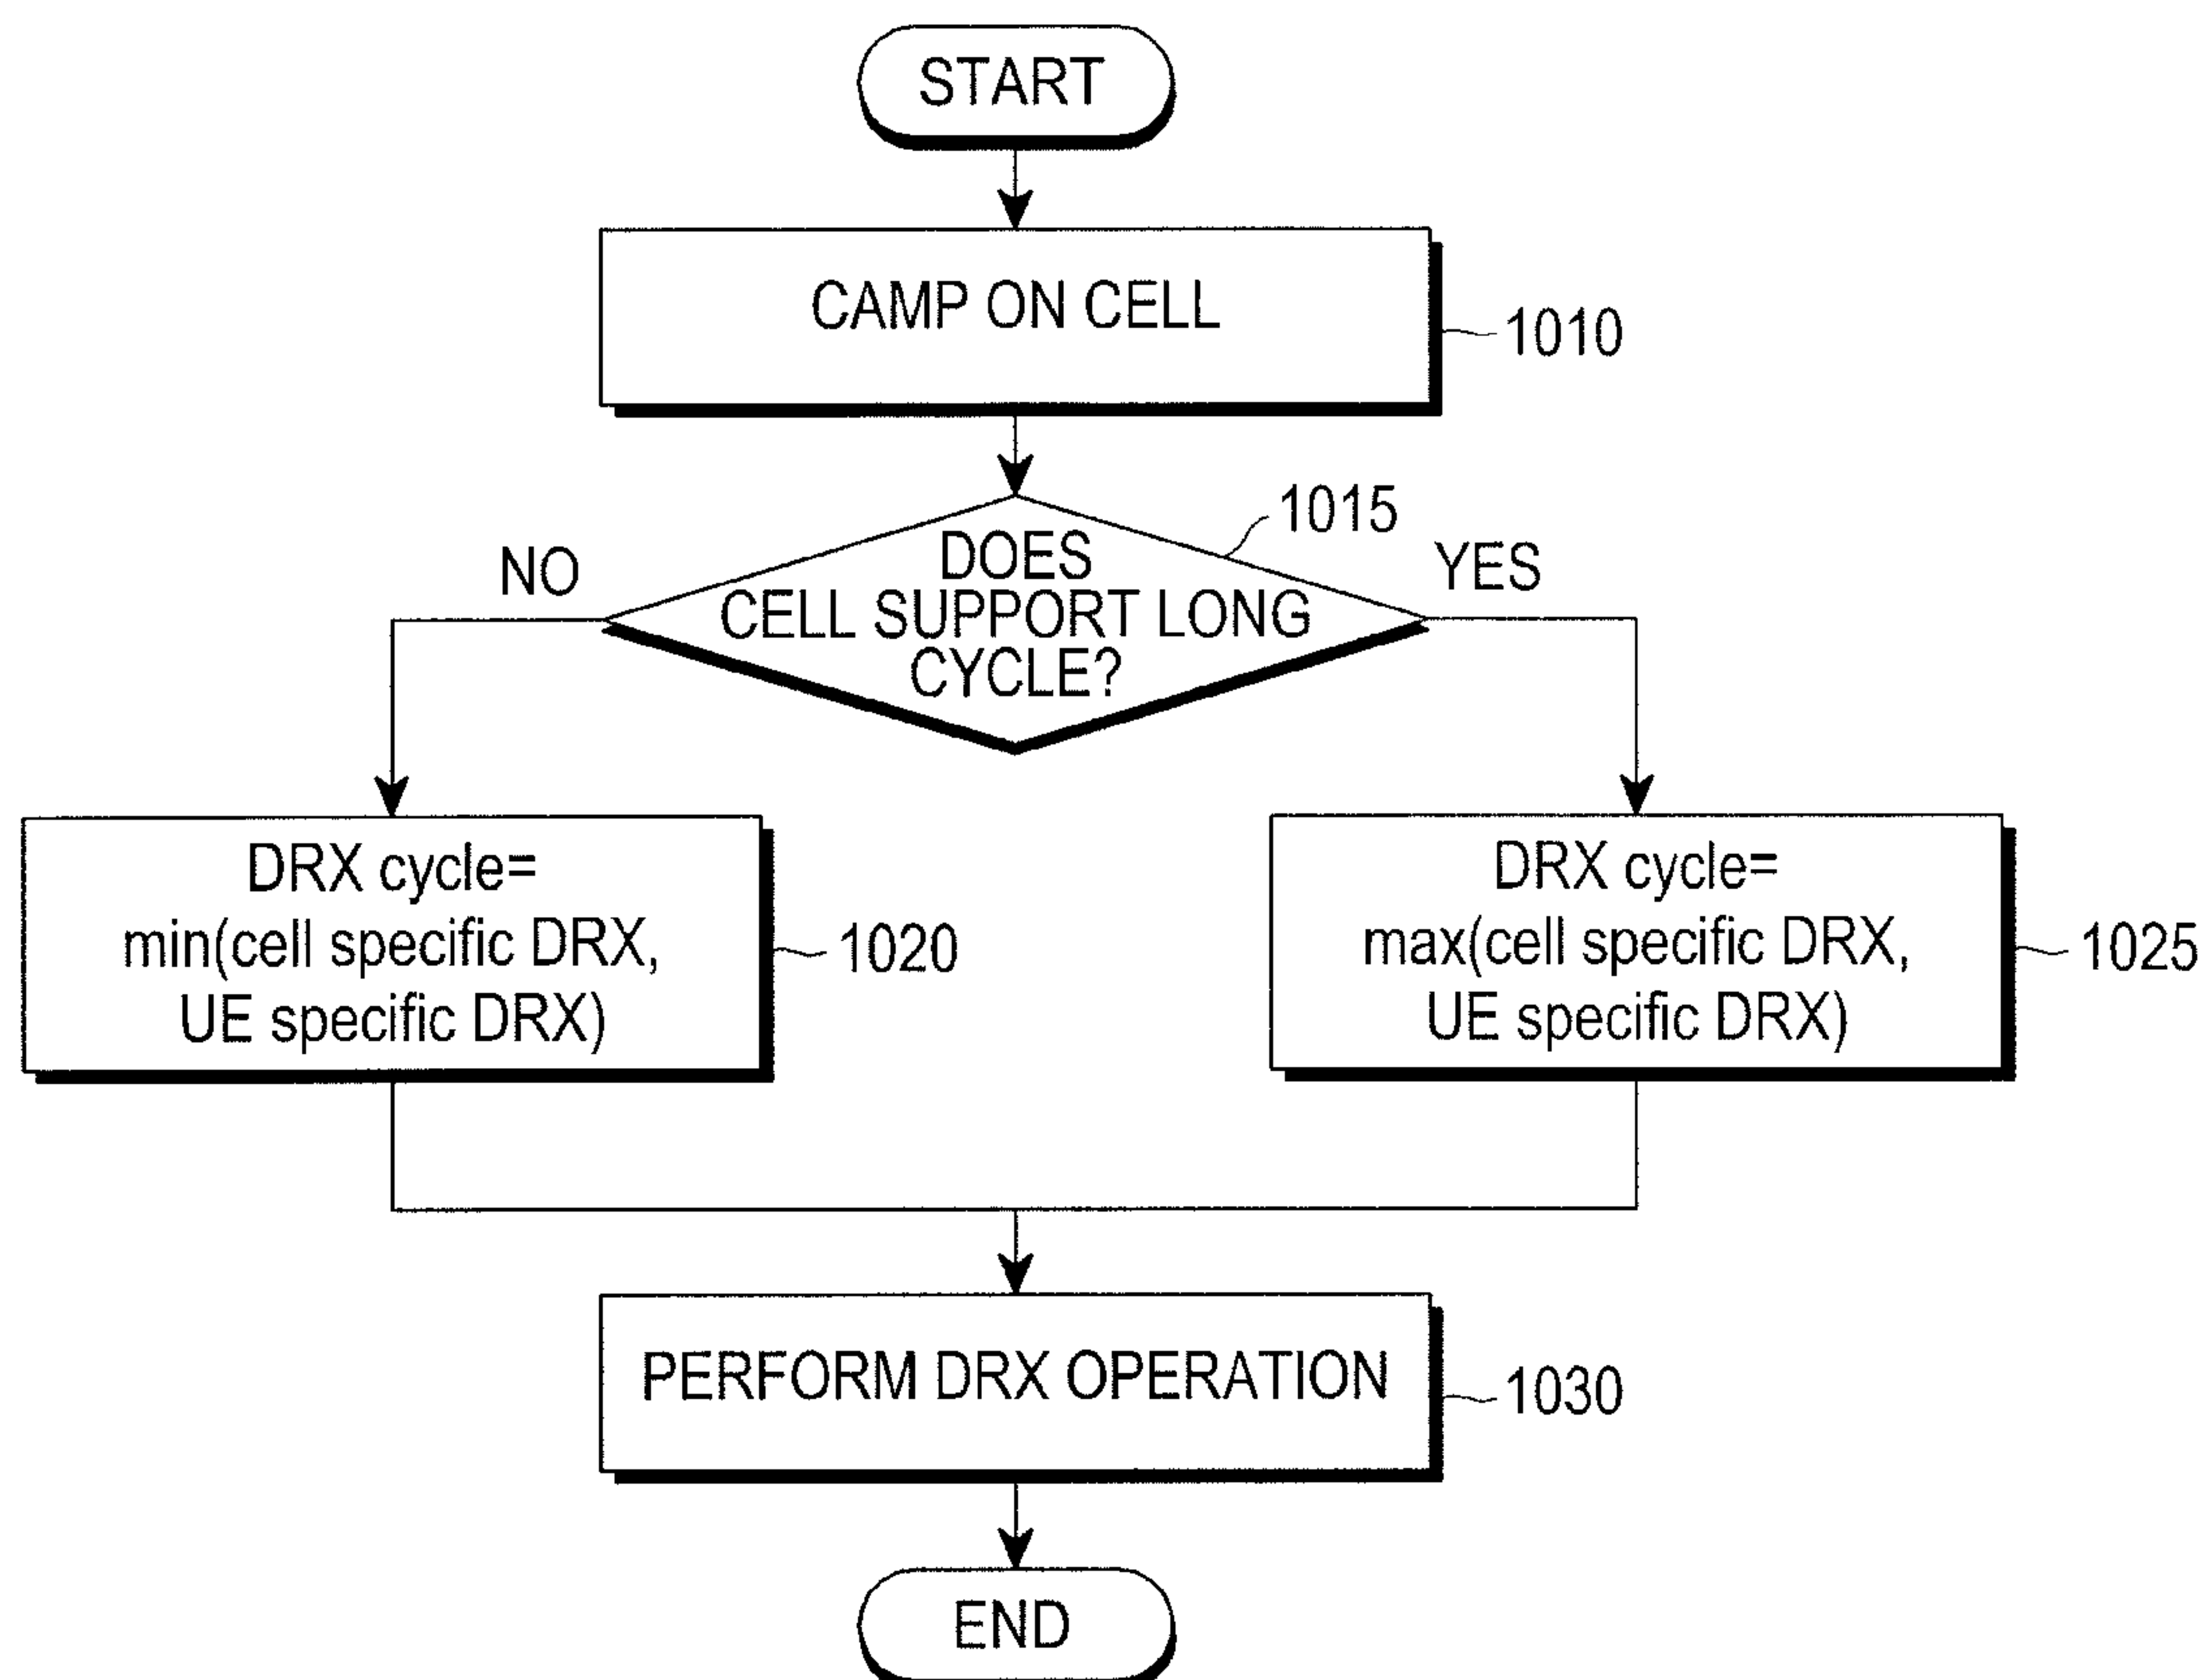 START
CAMP ON CELL
1010
1015
DOES
CELL SUPPORT LONG
CYCLE?
NO
YES
DRX cycle=
min(cell specific DRX,
UE specific DRX)
1020
DRX cycle=
max(cell specific DRX,
UE specific DRX)
1025
PERFORM DRX OPERATION
1030
END